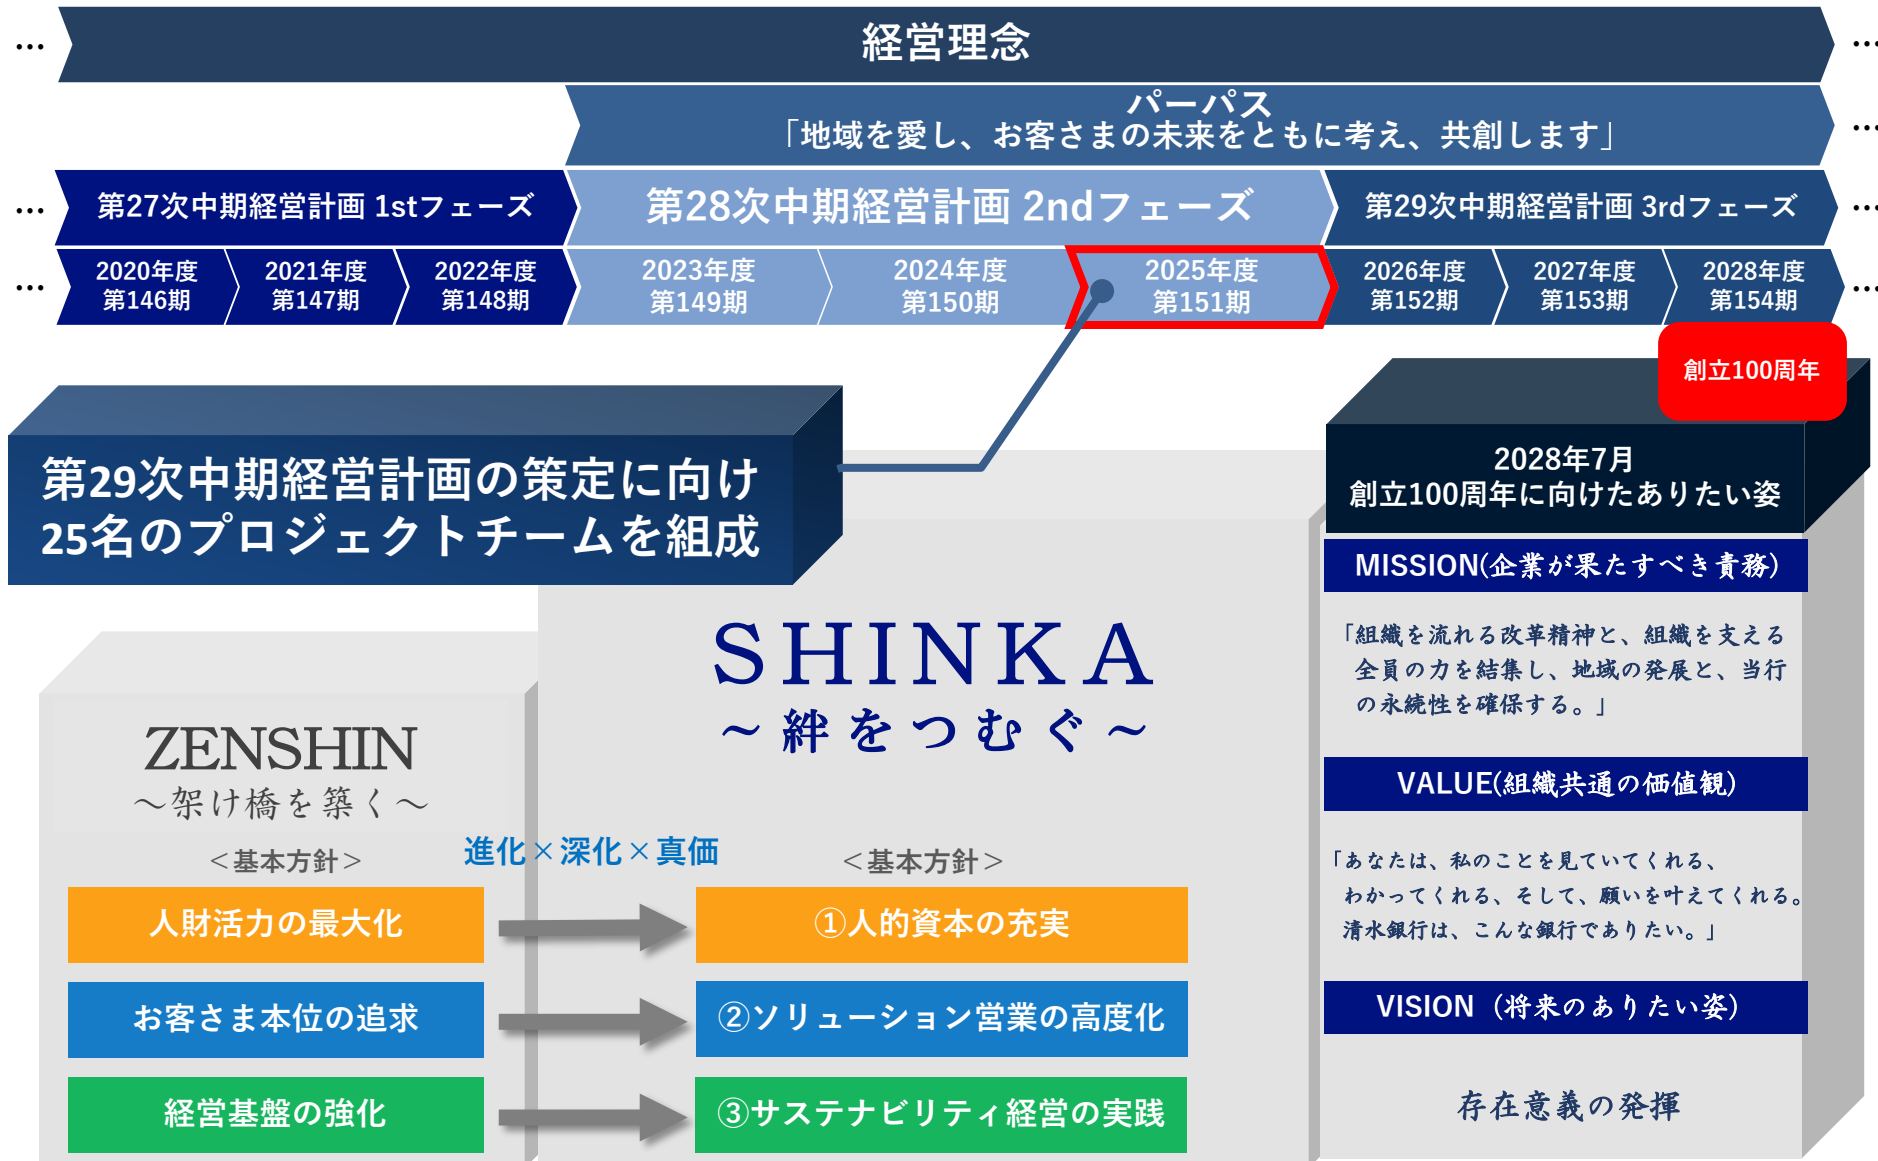 … 経営理念 …
パーパス
「地域を愛し、お客さまの未来をともに考え、共創します」 …
… 第27次中期経営計画 1stフェーズ 第28次中期経営計画 2ndフェーズ 第29次中期経営計画 3rdフェーズ …
… 2020年度 2021年度 2022年度 2023年度 2024年度 2025年度 2026年度 2027年度 2028年度 …
第146期 第147期 第148期 第149期 第150期 第151期 第152期 第153期 第154期
創立100周年
第29次中期経営計画の策定に向け
25名のプロジェクトチームを組成
2028年7月
創立100周年に向けたありたい姿
ZENSHIN
～架け橋を築く～
＜基本方針＞
人財活力の最大化
お客さま本位の追求
経営基盤の強化
進化×深化×真価
SHINKA
～絆をつむぐ～
＜基本方針＞
①人的資本の充実
②ソリューション営業の高度化
③サステナビリティ経営の実践
MISSION(企業が果たすべき責務)
「組織を流れる改革精神と、組織を支える
全員の力を結集し、地域の発展と、当行
の永続性を確保する。」
VALUE(組織共通の価値観)
「あなたは、私のことを見ていてくれる、
わかってくれる、そして、願いを叶えてくれる。
清水銀行は、こんな銀行でありたい。」
VISION（将来のありたい姿）
存在意義の発揮